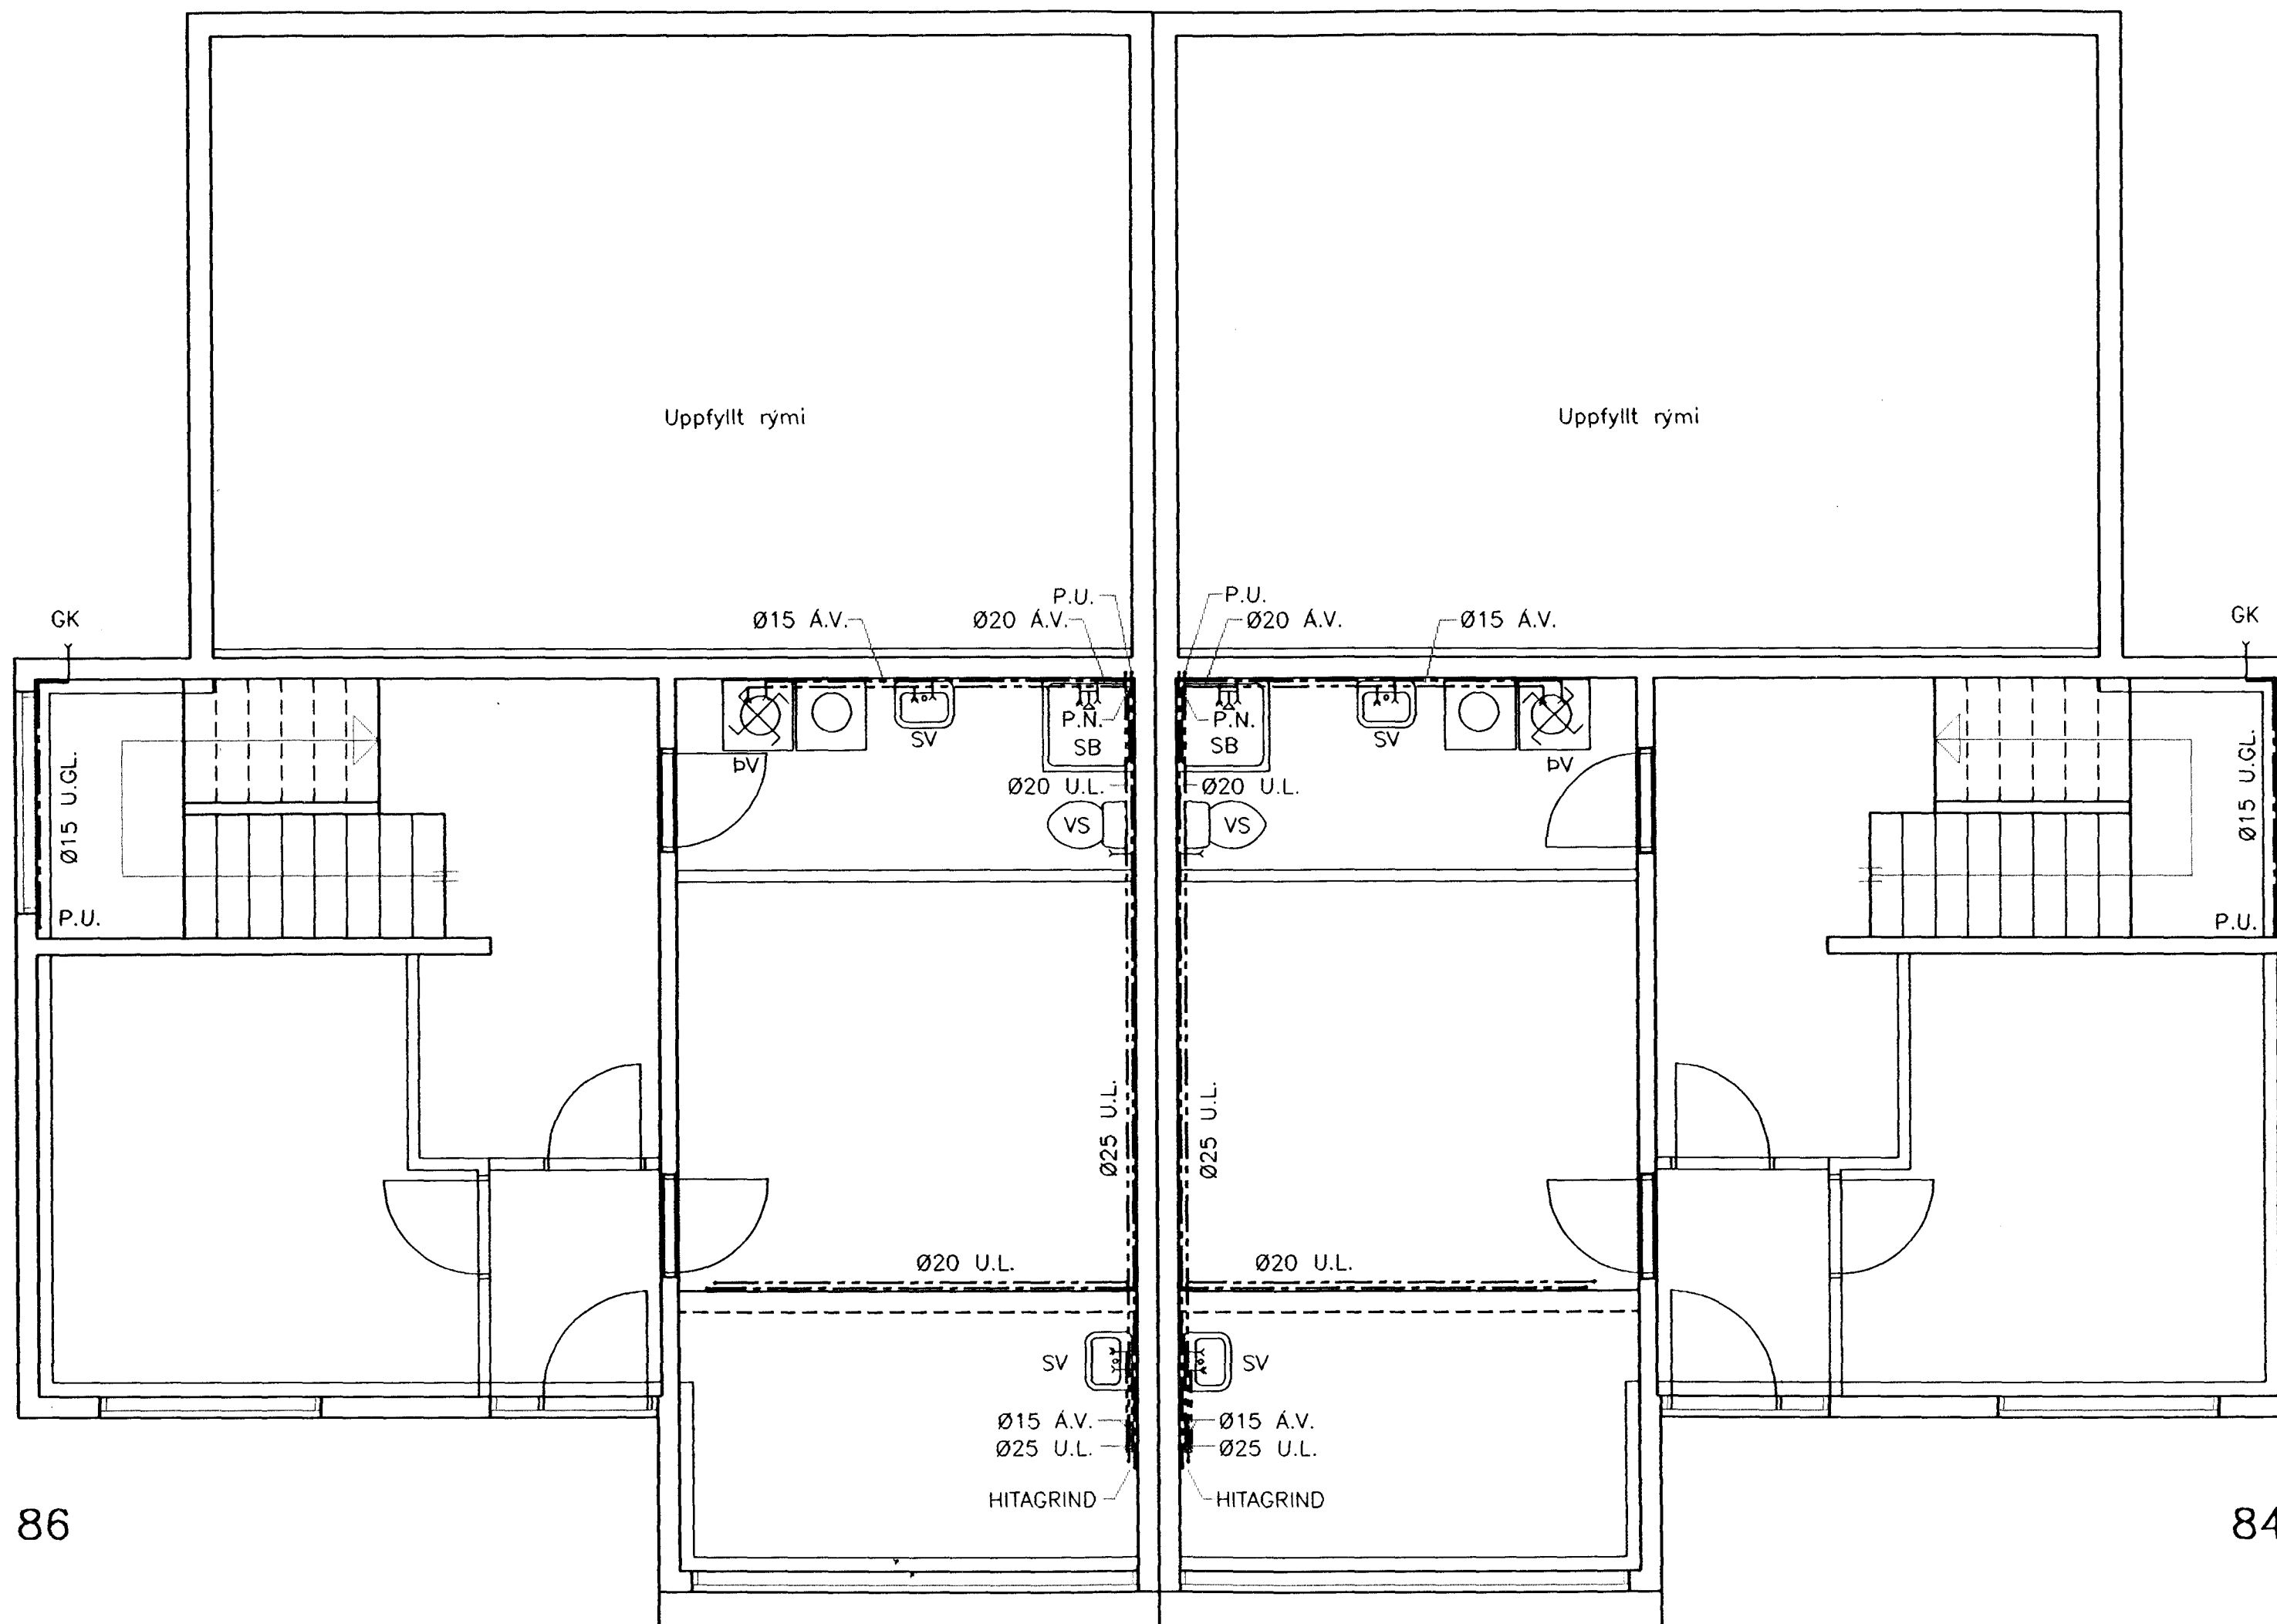 Uppfyllt rými
Uppfyllt rými
P.U.
P.U.
GK
Ø15 Á.V.
Ø20 Á.V.
Ø20 Á.V.
Ø15 Á.V.
GK
P.N.
P.N.
SV
SB
SB
SV
ÞV
ÞV
Ø15 U.GL.
Ø15 U.GL.
Ø20 U.L.
Ø20 U.L.
VS
VS
P.U.
P.U.
Ø25 U.L.
Ø25 U.L.
Ø20 U.L.
Ø20 U.L.
SV
SV
Ø15 Á.V.
Ø15 Á.V.
Ø25 U.L.
Ø25 U.L.
HITAGRIND
HITAGRIND
86
84